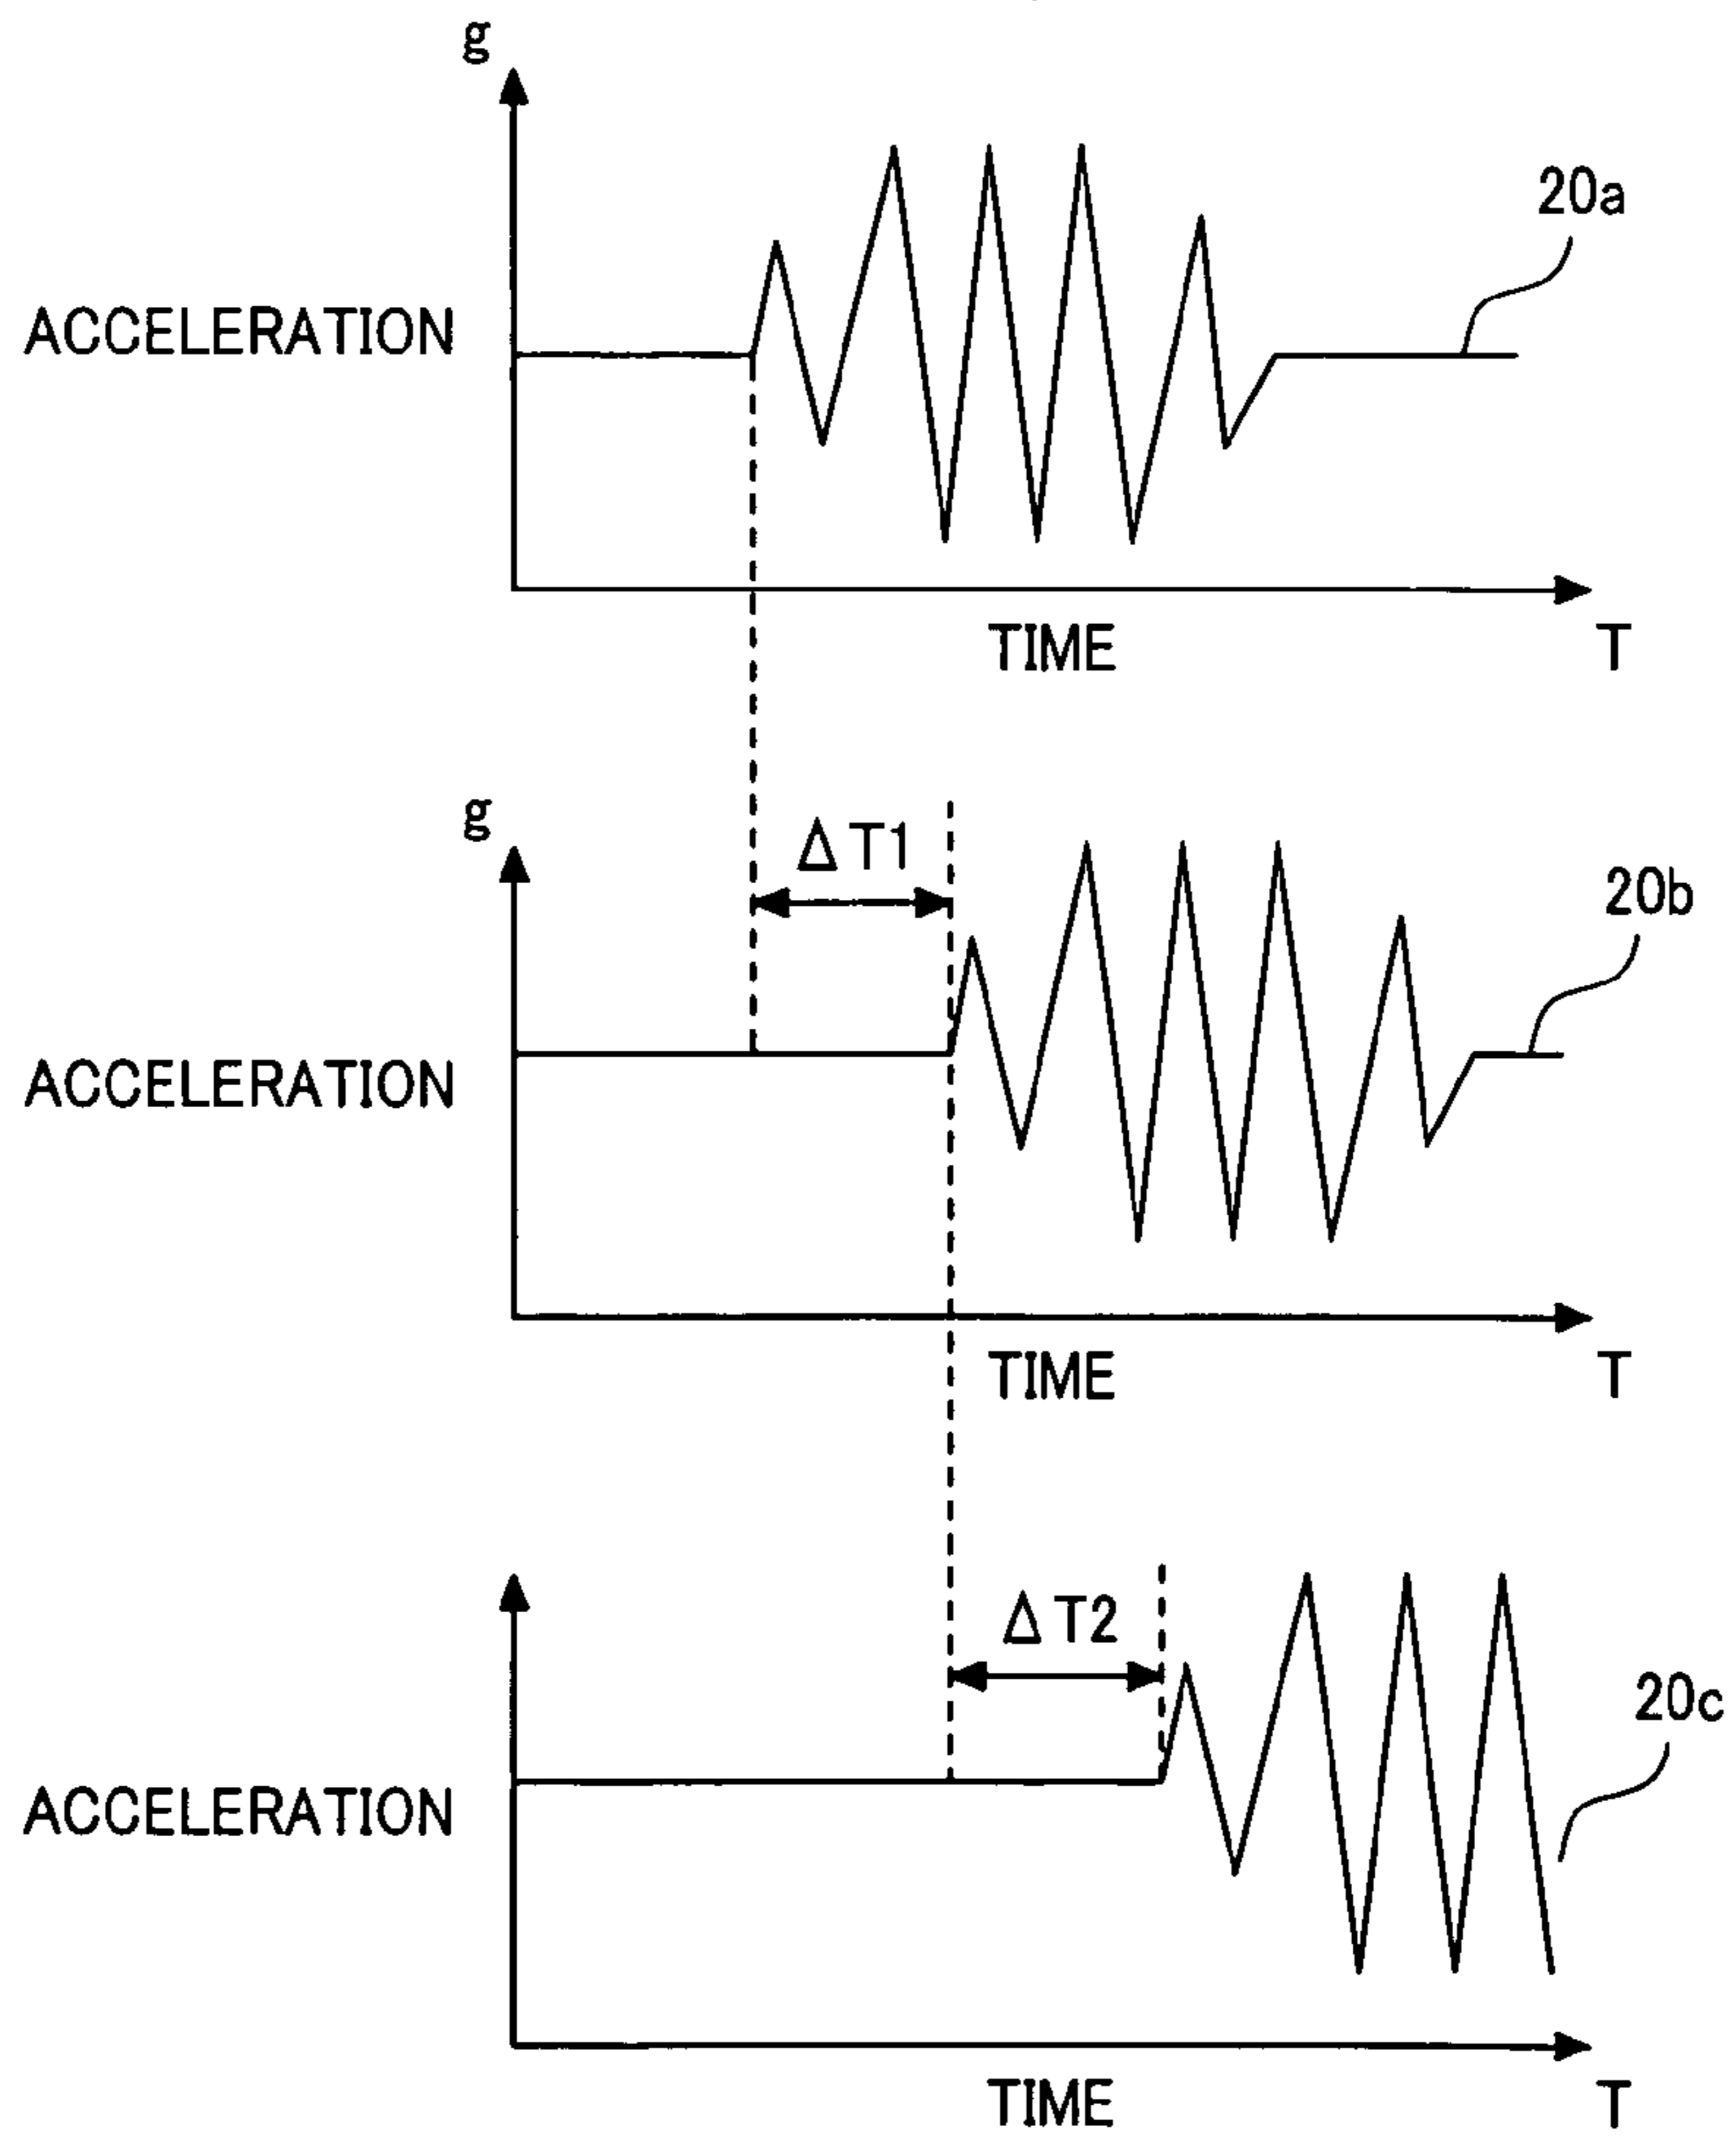 g
20a
ACCELERATION
TIME
T
g
ΔT1
20b
ACCELERATION
TIME
T
ΔT2
20c
ACCELERATION
TIME
T